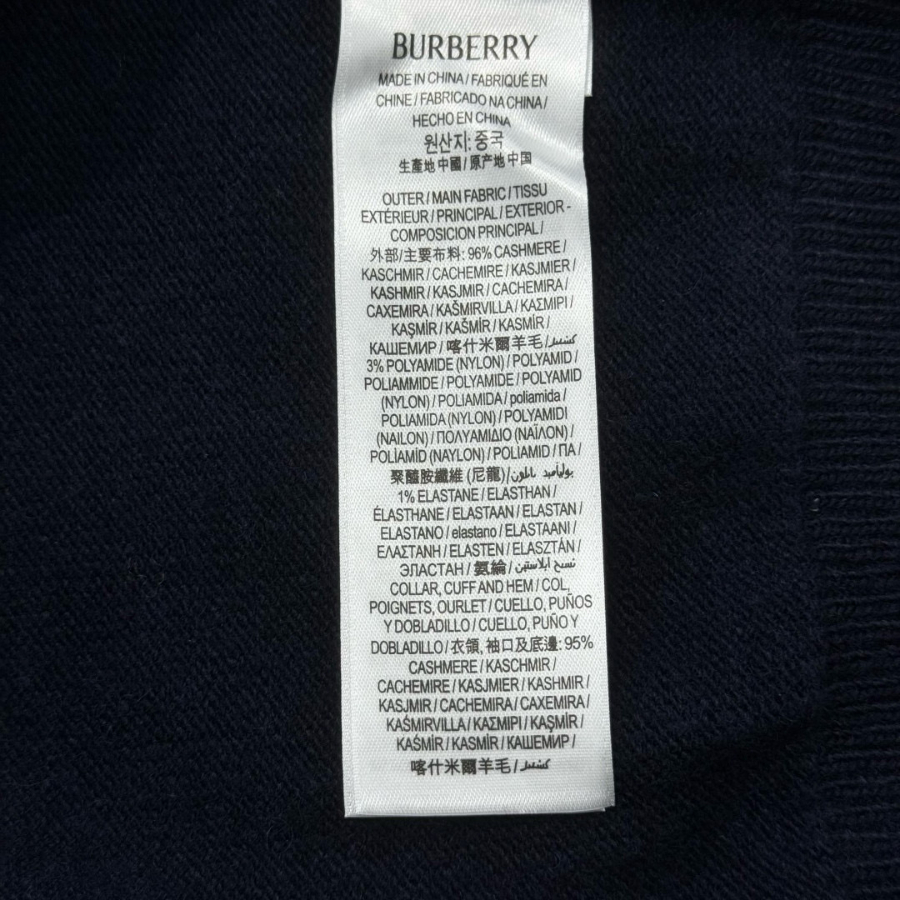 BURBERRY
MADE IN CHINA / FABRIQUÉ EN
CHINE / FABRICADO NA CHINA /
HECHO EN CHINA
원산지: 중국
生產地 中國 / 原产地 中国
OUTER / MAIN FABRIC / TISSU
EXTÉRIEUR / PRINCIPAL / EXTERIOR -
COMPOSICION PRINCIPAL /
外部/主要布料: 96% CASHMERE /
KASCHMIR / CACHEMIRE / KASJMIER /
KASHMIR / KASJMIR / CACHEMIRA /
CAXEMIRA / KAŠMIRVILLA / ΚΑΣΜΙΡΙ /
KAŞMİR / KAŠMÍR / KASMÍR /
КАШЕМИР / 喀什米爾羊毛 / كشمير
3% POLYAMIDE (NYLON) / POLYAMID /
POLIAMMIDE / POLYAMIDE / POLYAMID
(NYLON) / POLIAMIDA / poliamida /
POLIAMIDA (NYLON) / POLYAMIDI
(NAILON) / ΠΟΛΥΑΜΙΔΙΟ (ΝΑΪΛΟΝ) /
POLİAMİD (NAYLON) / POLIAMID / ПА /
聚醯胺纖維 (尼龍)/ بولياميد نايلون
1% ELASTANE / ELASTHAN /
ÉLASTHANE / ELASTAAN / ELASTAN /
ELASTANO / elastano / ELASTAANI /
ΕΛΑΣΤΑΝΗ / ELASTEN / ELASZTÁN /
ЭЛАСТАН / 氨綸 / نسيج ايلاستين
COLLAR, CUFF AND HEM / COL,
POIGNETS, OURLET / CUELLO, PUÑOS
Y DOBLADILLO / CUELLO, PUÑO Y
DOBLADILLO / 衣領, 袖口及底邊: 95%
CASHMERE / KASCHMIR /
CACHEMIRE / KASJMIER / KASHMIR /
KASJMIR / CACHEMIRA / CAXEMIRA /
KAŠMIRVILLA / ΚΑΣΜΙΡΙ / KAŞMİR /
KAŠMÍR / KASMÍR / КАШЕМИР /
喀什米爾羊毛 / كشمير